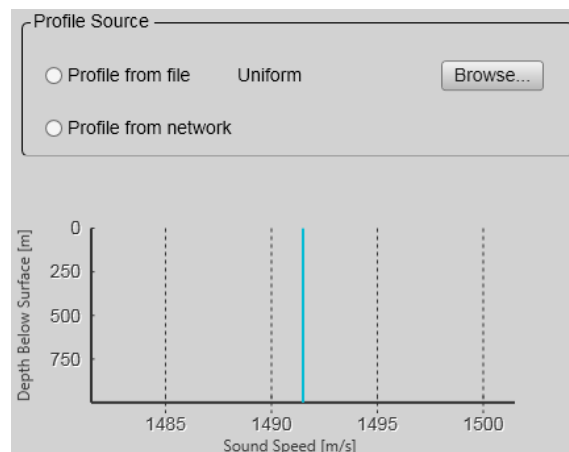 Profile Source
Profile from file Uniform Browse...
Profile from network
Depth Below Surface [m]
0
250
500
750
1485 1490 1495 1500
Sound Speed [m/s]